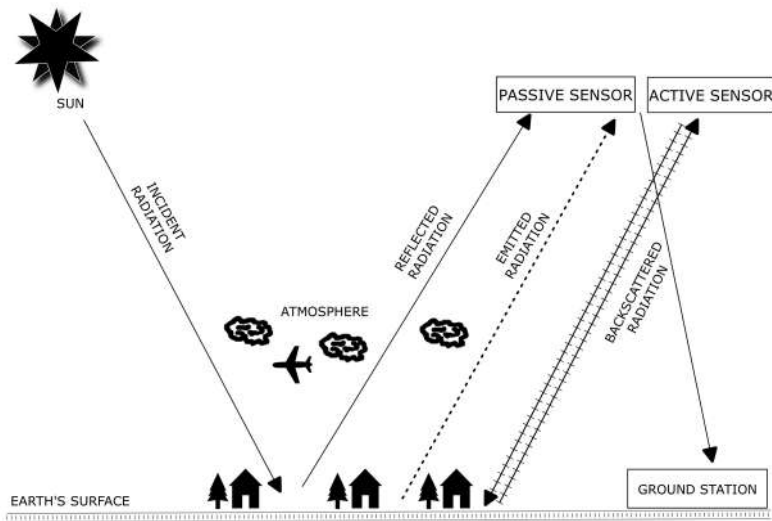 PASSIVE SENSOR
ACTIVE SENSOR
SUN
INCIDENT
RADIATION
REFLECTED
RADIATION
EMITTED
RADIATION
BACKSCATTERED
RADIATION
ATMOSPHERE
EARTH'S SURFACE
GROUND STATION